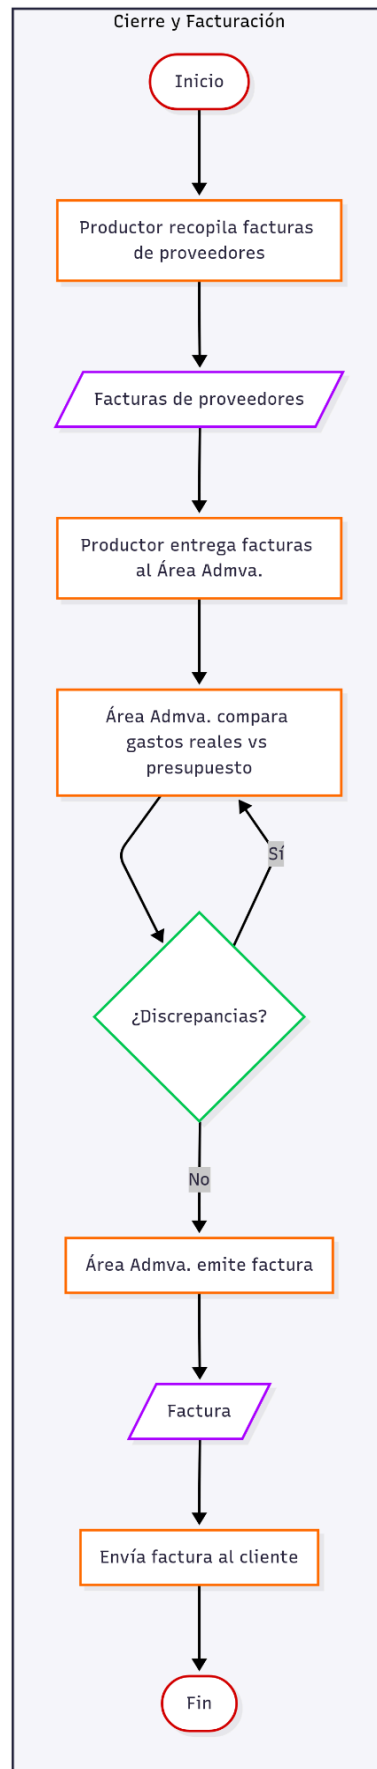 Cierre y Facturación
Inicio
Productor recopila facturas
de proveedores
Facturas de proveedores
Productor entrega facturas
al Área Admva.
Área Admva. compara
gastos reales vs
presupuesto
Sí
¿Discrepancias?
No
Área Admva. emite factura
Factura
Envía factura al cliente
Fin